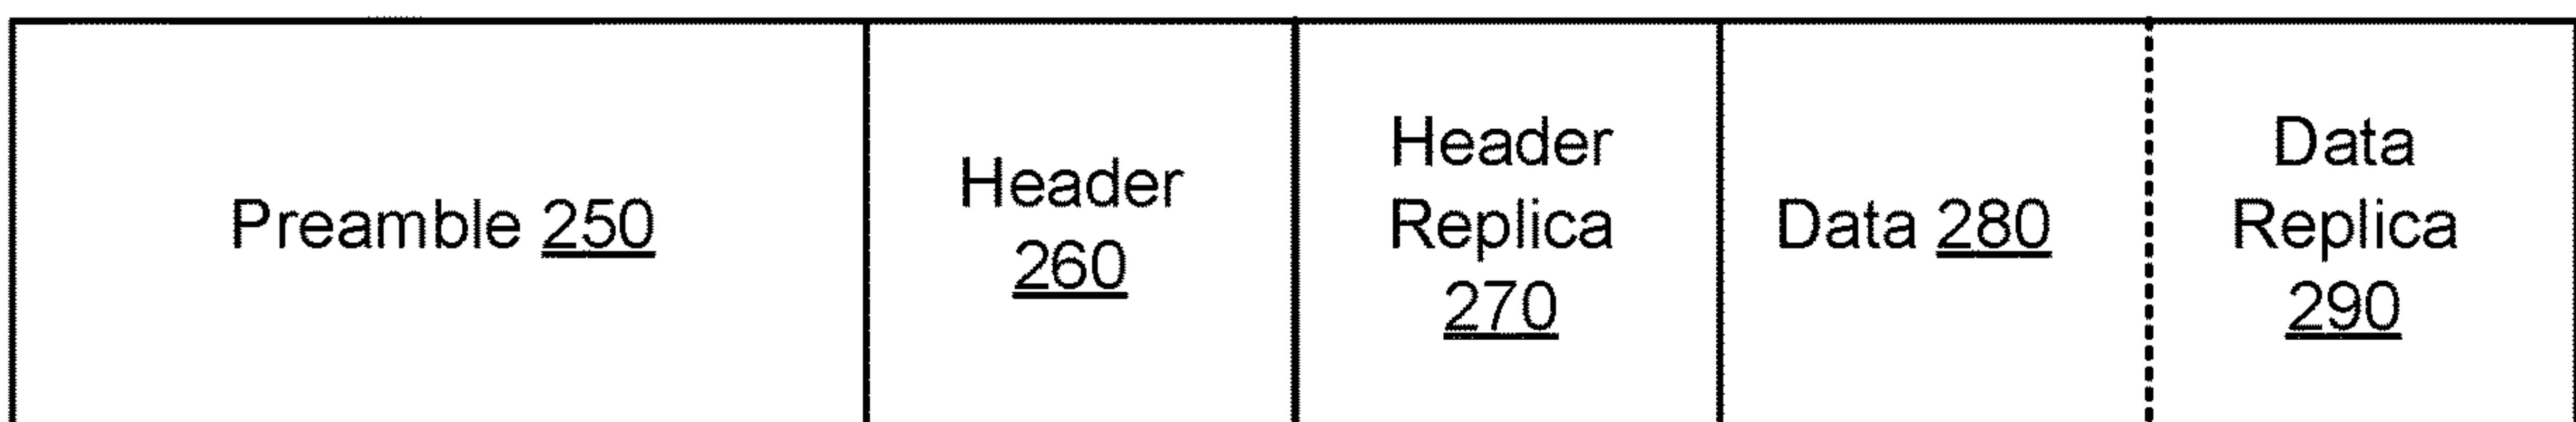 Preamble 250
Header
260
Header
Replica
270
Data 280
Data
Replica
290